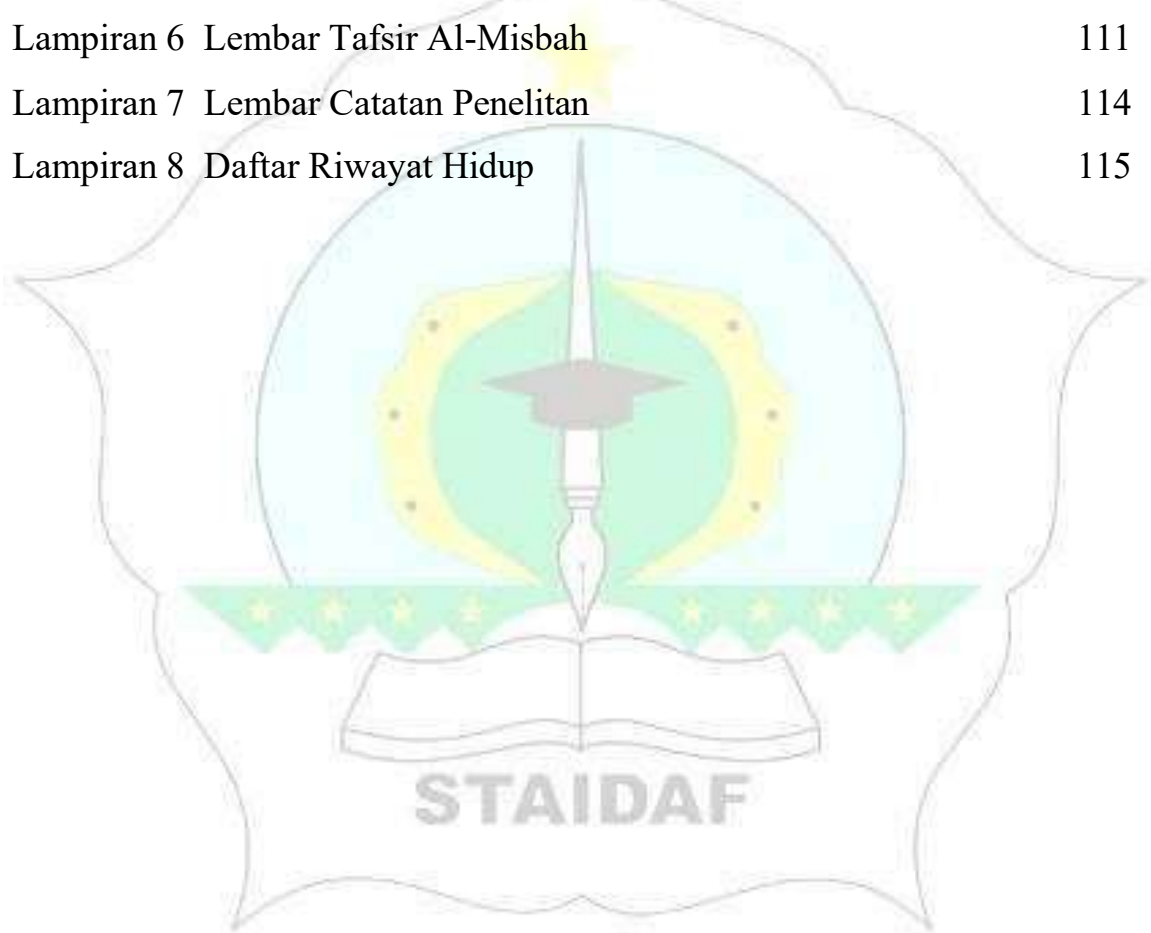 Lampiran 6 Lembar Tafsir Al-Misbah 111
Lampiran 7 Lembar Catatan Penelitan 114
Lampiran 8 Daftar Riwayat Hidup 115
STAIDAF